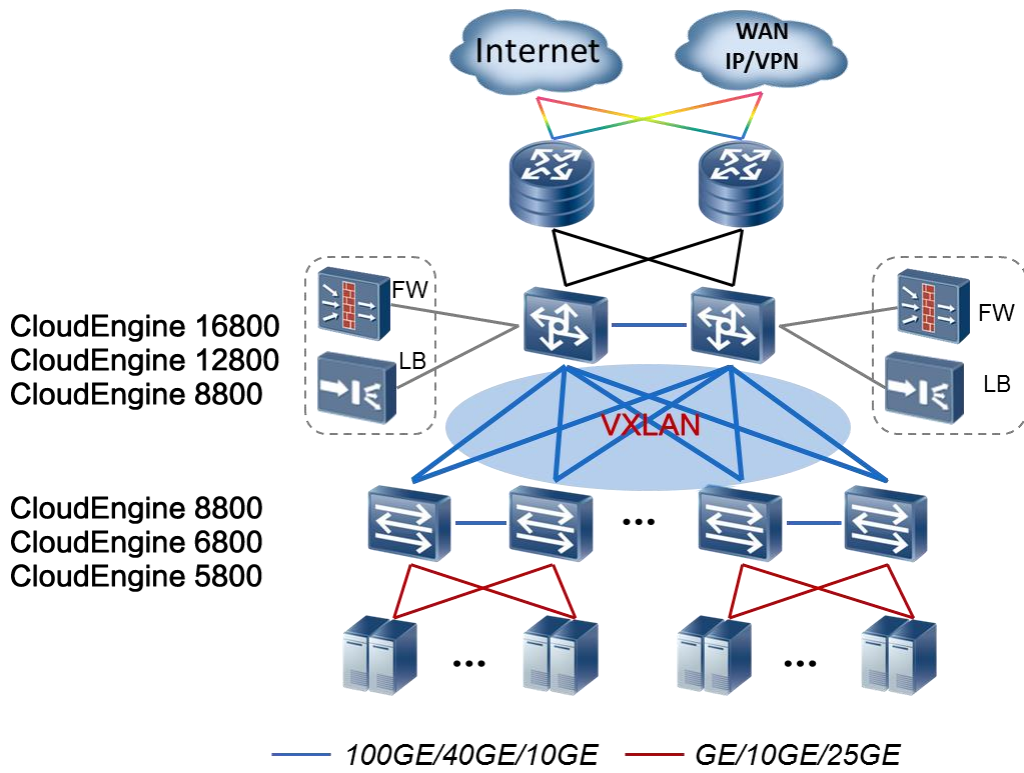 Internet
WAN
IP/VPN
FW
LB
FW
LB
CloudEngine 16800
CloudEngine 12800
CloudEngine 8800
VXLAN
CloudEngine 8800
CloudEngine 6800
CloudEngine 5800
...
...
...
100GE/40GE/10GE
GE/10GE/25GE